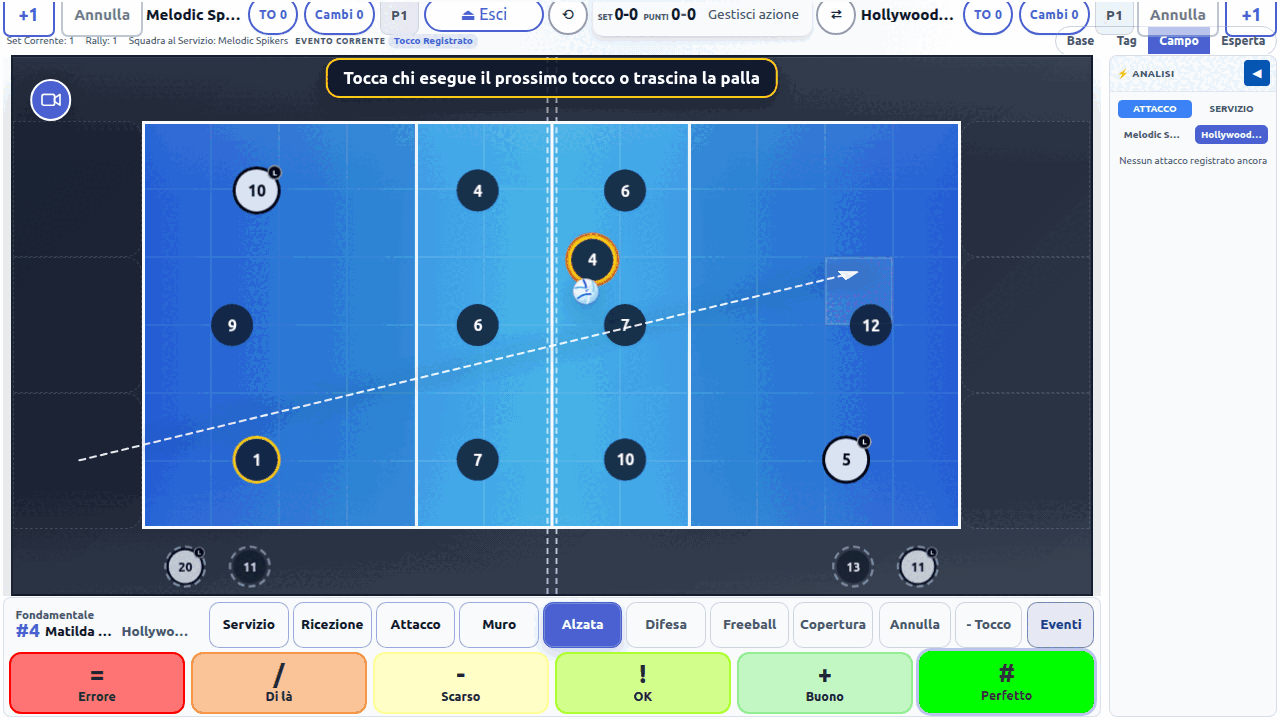 +1 Annulla Melodic Sp... TO 0 Cambi 0 P1 ⏏ Esci ⟲ SET 0-0 PUNTI 0-0 Gestisci azione ⇄ Hollywood... TO 0 Cambi 0 P1 Annulla +1
Set Corrente: 1 Rally: 1 Squadra al Servizio: Melodic Spikers EVENTO CORRENTE Tocco Registrato
Base Tag Campo Esperta
Tocca chi esegue il prossimo tocco o trascina la palla
⚡ ANALISI ◀
ATTACCO SERVIZIO
Melodic S... Hollywood...
Nessun attacco registrato ancora
10 L 4 6
4
9 6 7 12
1 7 10 5 L
20 L 11 13 11 L
Fondamentale
#4 Matilda ... Hollywo...
Servizio Ricezione Attacco Muro Alzata Difesa Freeball Copertura Annulla - Tocco Eventi
= / - ! + #
Errore Di là Scarso OK Buono Perfetto